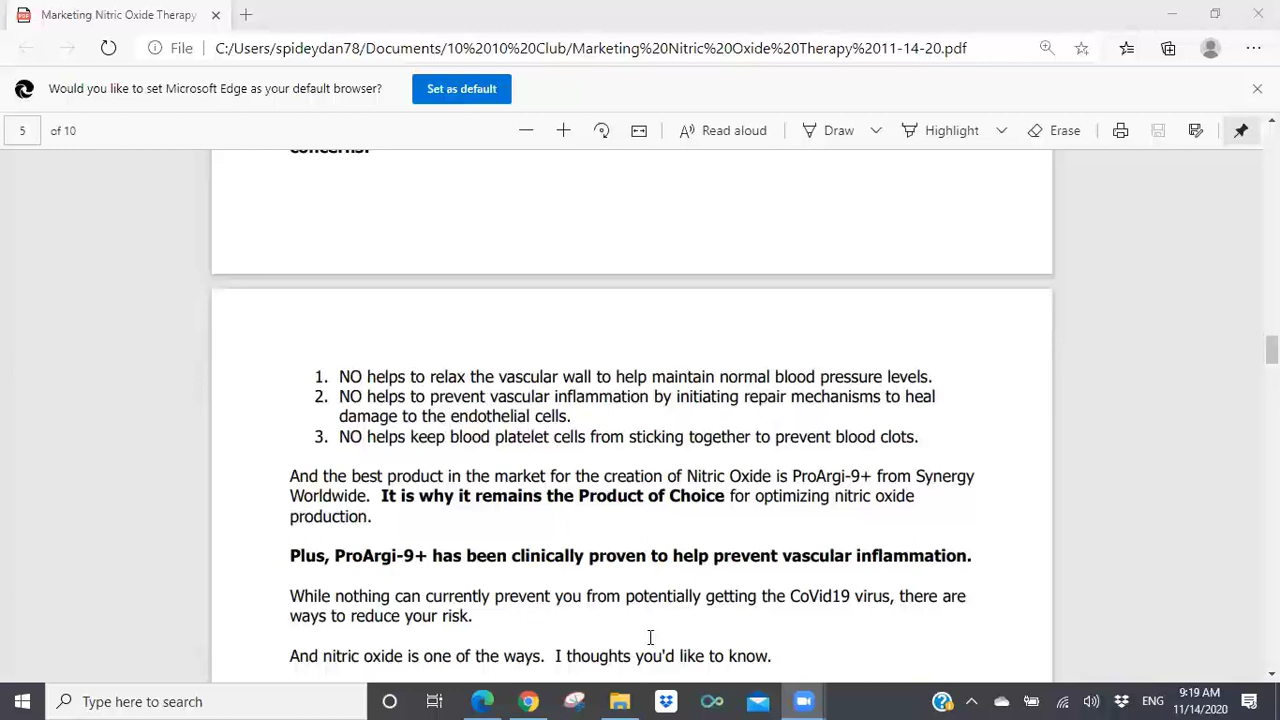 Marketing Nitric Oxide Therapy
File
C:/Users/spideydan78/Documents/10%2010%20Club/Marketing%20Nitric%20Oxide%20Therapy%2011-14-20.pdf
Would you like to set Microsoft Edge as your default browser?
Set as default
5 of 10
Read aloud
Draw
Highlight
Erase
concerns.
1. NO helps to relax the vascular wall to help maintain normal blood pressure levels.
2. NO helps to prevent vascular inflammation by initiating repair mechanisms to heal
damage to the endothelial cells.
3. NO helps keep blood platelet cells from sticking together to prevent blood clots.
And the best product in the market for the creation of Nitric Oxide is ProArgi-9+ from Synergy
Worldwide. It is why it remains the Product of Choice for optimizing nitric oxide
production.
Plus, ProArgi-9+ has been clinically proven to help prevent vascular inflammation.
While nothing can currently prevent you from potentially getting the CoVid19 virus, there are
ways to reduce your risk.
And nitric oxide is one of the ways. I thoughts you'd like to know.
Type here to search
ENG
9:19 AM
11/14/2020